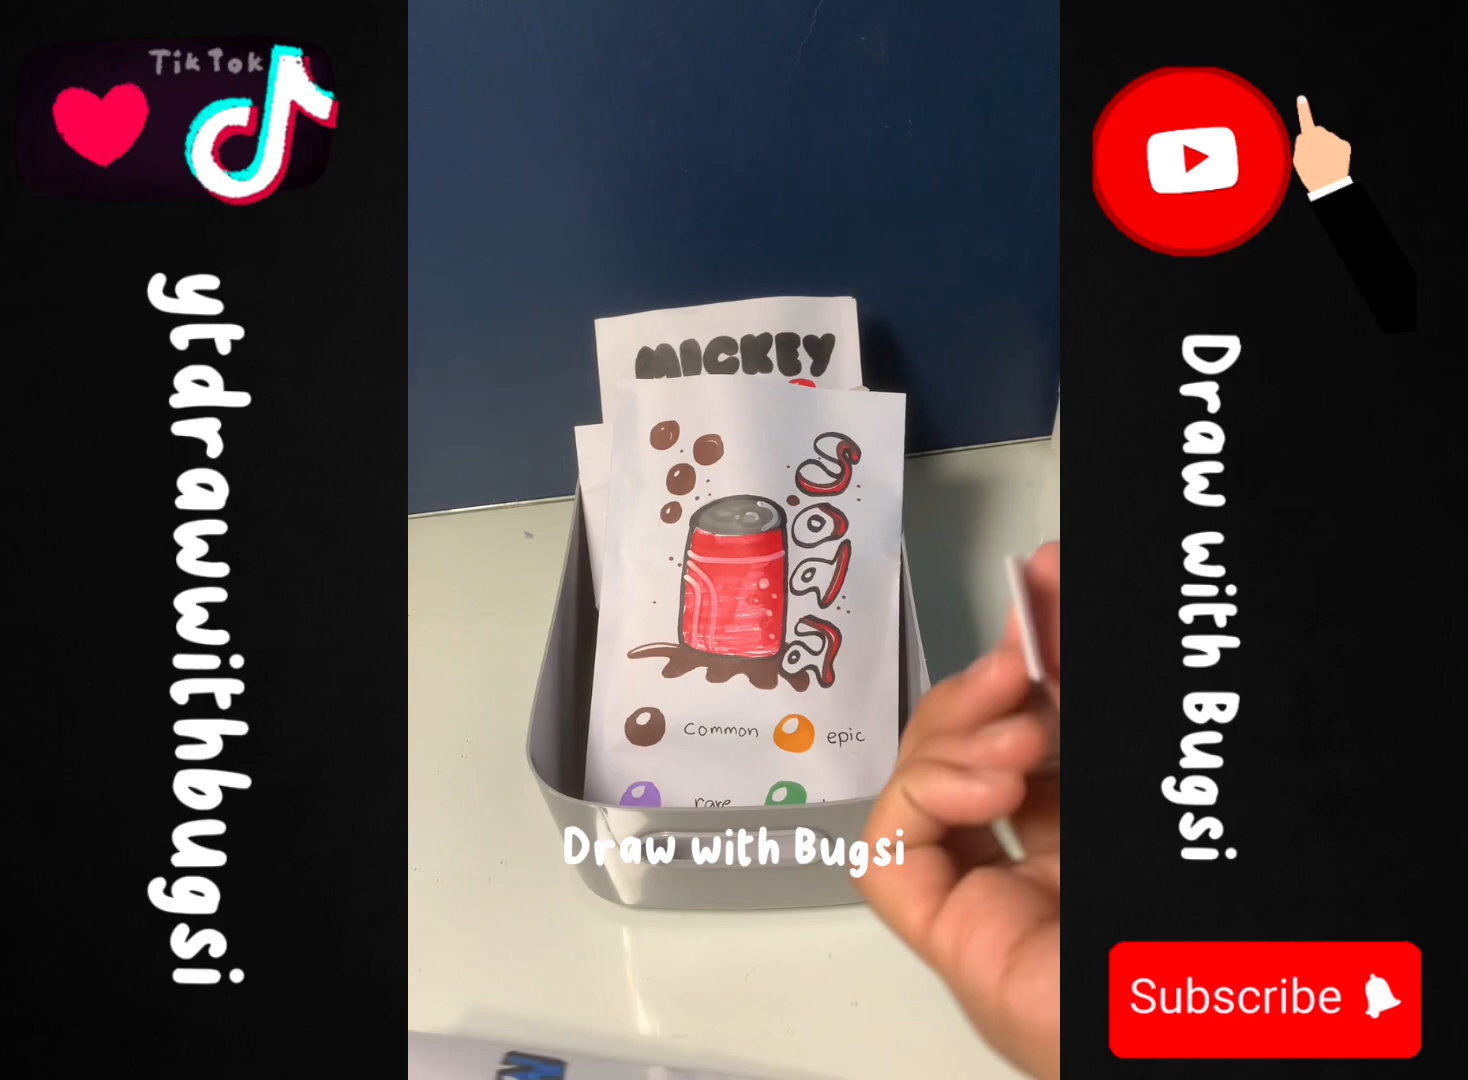 TikTok
ytdrawwithbugsi
MICKEY
SODA
Common
epic
rare
Draw with Bugsi
Draw with Bugsi
Subscribe